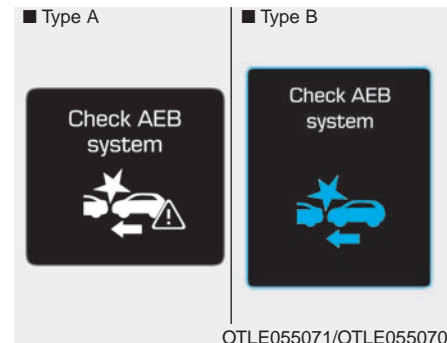 ■ Type A
■ Type B
Check AEB
system
Check AEB
system
OTLE055071/OTLE055070